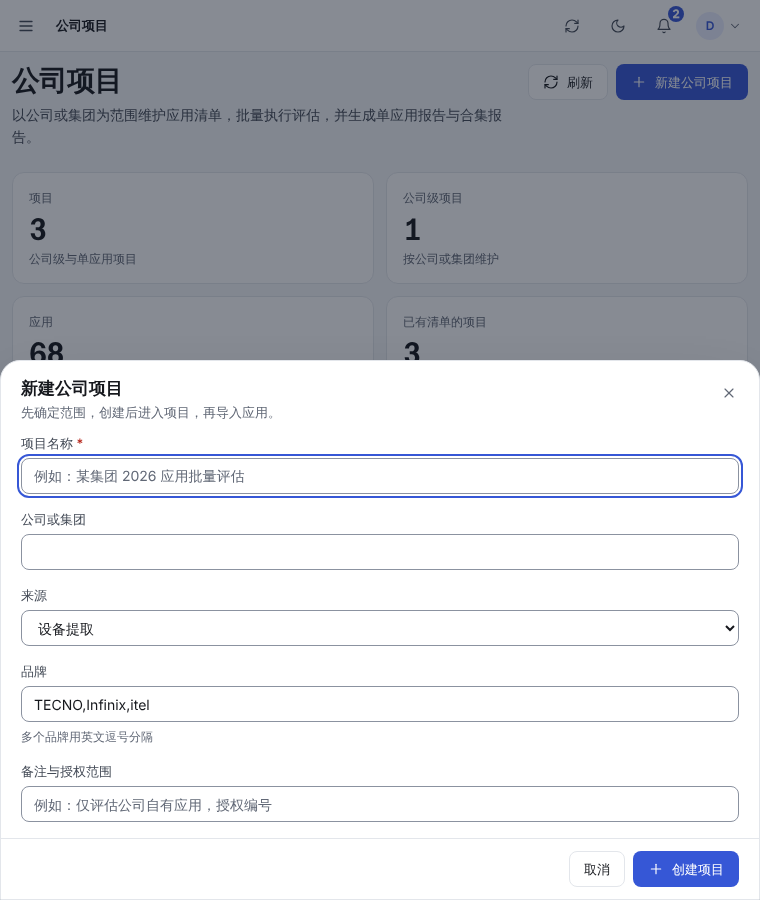 公司项目
2
D
公司项目
刷新
新建公司项目
以公司或集团为范围维护应用清单，批量执行评估，并生成单应用报告与合集报
告。
项目
3
公司级与单应用项目
公司级项目
1
按公司或集团维护
应用
68
已有清单的项目
3
新建公司项目
先确定范围，创建后进入项目，再导入应用。
项目名称 *
例如：某集团 2026 应用批量评估
公司或集团
来源
设备提取
品牌
TECNO,Infinix,itel
多个品牌用英文逗号分隔
备注与授权范围
例如：仅评估公司自有应用，授权编号
取消
创建项目